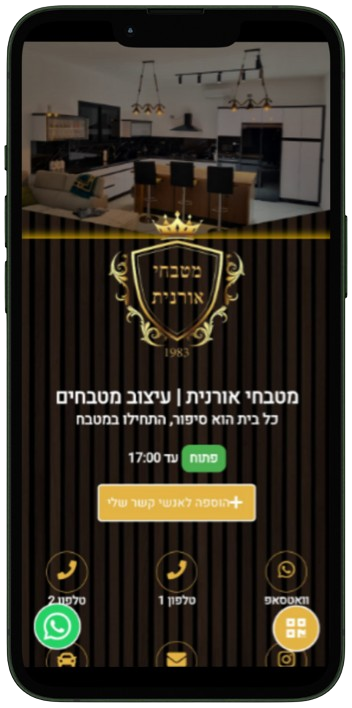 מטבחי
אורנית
1983
מטבחי אורנית | עיצוב מטבחים
כל בית הוא סיפור, התחילו במטבח
פתוח עד 17:00
הוספה לאנשי קשר שלי
וואטסאפ
טלפון 1
טלפון 2